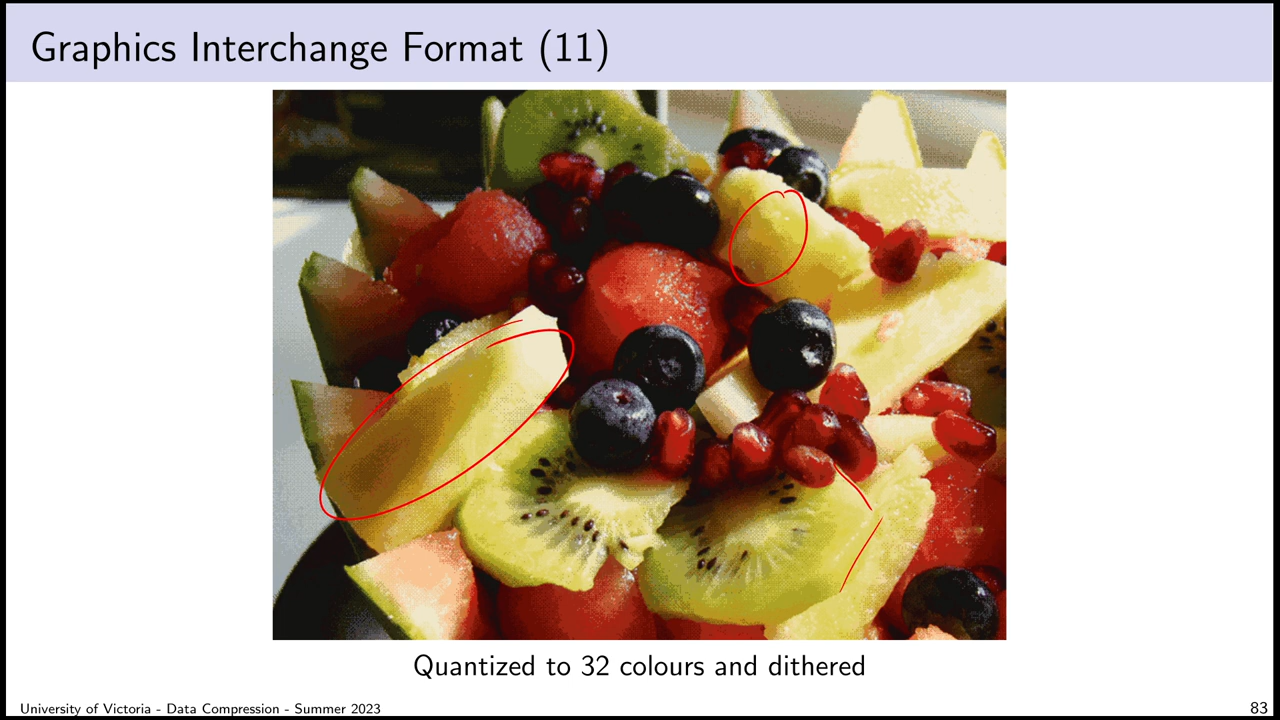 Graphics Interchange Format (11)
Quantized to 32 colours and dithered
University of Victoria - Data Compression - Summer 2023
83